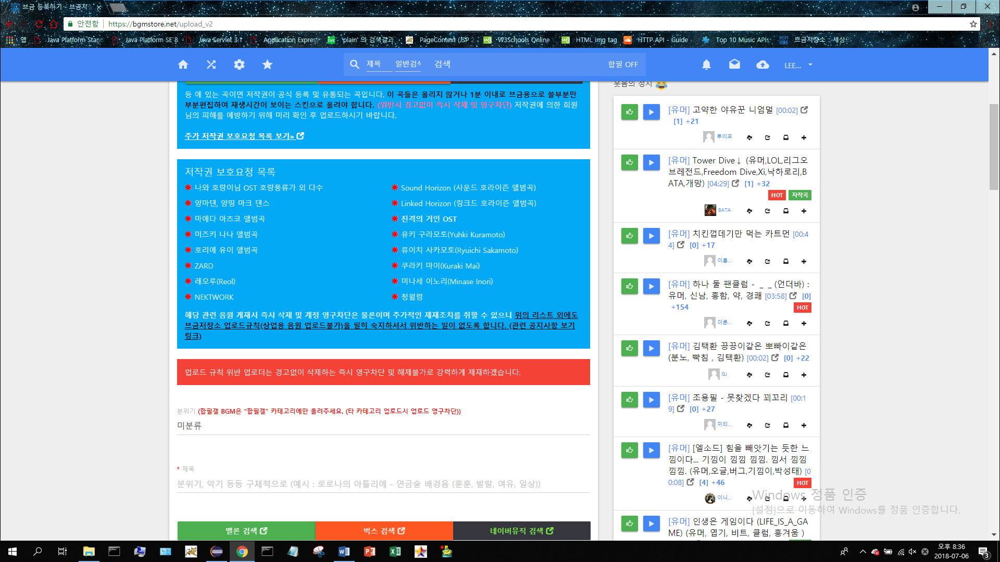 브금 등록하기 - 브금저
안전함 https://bgmstore.net/upload_v2
앱 Java Platform Stand Java Platform SE 8 Java Servlet 3.1 Application Expres 'plain' 의 검색결과 PageContext (JSP 2 W3Schools Online HTML img tag HTTP API - Guide Top 10 Music APIs 브금저장소 :: 세상
제목 일반검색 검색 합필 OFF LEE...
등 에 있는 곡이면 저작권이 공식 등록 및 유통되는 곡입니다. 이 곡들은 올리지 않거나 1분 이내로 브금용으로 쓸부분만
부분편집하여 재생시간이 보이는 스킨으로 올려야 합니다. (위반시 경고없이 즉시 삭제 및 영구차단) 저작권에 의한 회원
님의 피해를 예방하기 위해 미리 확인 후 업로드하시기 바랍니다.
추가 저작권 보호요청 목록 보기»
저작권 보호요청 목록
나와 호랑이님 OST 호랑풍류가 외 다수
양마댄, 양띵 마크 댄스
마에다 아츠코 앨범곡
미즈키 나나 앨범곡
호리에 유이 앨범곡
ZARD
레오루(Reol)
NEKTWORK
Sound Horizon (사운드 호라이즌 앨범곡)
Linked Horizon (링크드 호라이즌 앨범곡)
진격의 거인 OST
유키 구라모토(Yuhki Kuramoto)
류이치 사카모토(Ryuichi Sakamoto)
쿠라키 마이(Kuraki Mai)
미나세 이노리(Minase Inori)
청월령
해당 관련 음원 게재시 즉시 삭제 및 계정 영구차단은 물론이며 추가적인 제재조치를 취할 수 있으니 위의 리스트 외에도
브금저장소 업로드규칙(상업용 음원 업로드불가)을 필히 숙지하셔서 위반하는 일이 없도록 합니다. (관련 공지사항 보기
링크)
업로드 규칙 위반 업로더는 경고없이 삭제하는 즉시 영구차단 및 해제불가로 강력하게 제재하겠습니다.
분위기 (합필갤 BGM은 "합필갤" 카테고리에만 올려주세요. (타 카테고리 업로드시 업로드 영구차단))
미분류
* 제목
분위기, 악기 등등 구체적으로 (예시 : 로로나의 아틀리에 - 연금술 배경음 (훈훈, 발랄, 여유, 일상))
멜론 검색 벅스 검색 네이버뮤직 검색
웃음의 정시
[유머] 고약한 야유꾼 니엄멀 [00:02]
[1] +21
루이코
[유머] Tower Dive↓ (유머,LOL,리그오
브레전드,Freedom Dive,Xi,낙하로리,B
ATA,개망) [04:29] [1] +32
HOT 자작곡
BATA
[유머] 치킨껍데기만 먹는 카트먼 [00:4
4] [0] +17
이름...
[유머] 하나 둘 팬클럽 - _ _ (언더바) :
유머, 신남, 흥함, 약, 경쾌 [03:58] [0]
+154 HOT
이른...
[유머] 김택환 끙끙이같은 뽀빠이같은
(분노, 빡침 , 김택환) [00:02] [0] +22
GJ
[유머] 조용필 - 못찾겠다 꾀꼬리 [00:1
9] [0] +27
미티...
[유머] [엘소드] 힘을 빼앗기는 듯한 느
낌이다... 기낌이 낌낌 낌낌. 낌서 낌낌
낌낌. (유머,오글,버그,기낌이,박성태) [0
0:08] [4] +46 HOT
이니...
[유머] 인생은 게임이다 (LIFE_IS_A_GA
ME) (유머, 엽기, 비트, 클럽, 흥겨움 )
Windows 정품 인증
[설정]으로 이동하여 Windows를 정품 인증합니다.
오후 8:36
2018-07-06
3